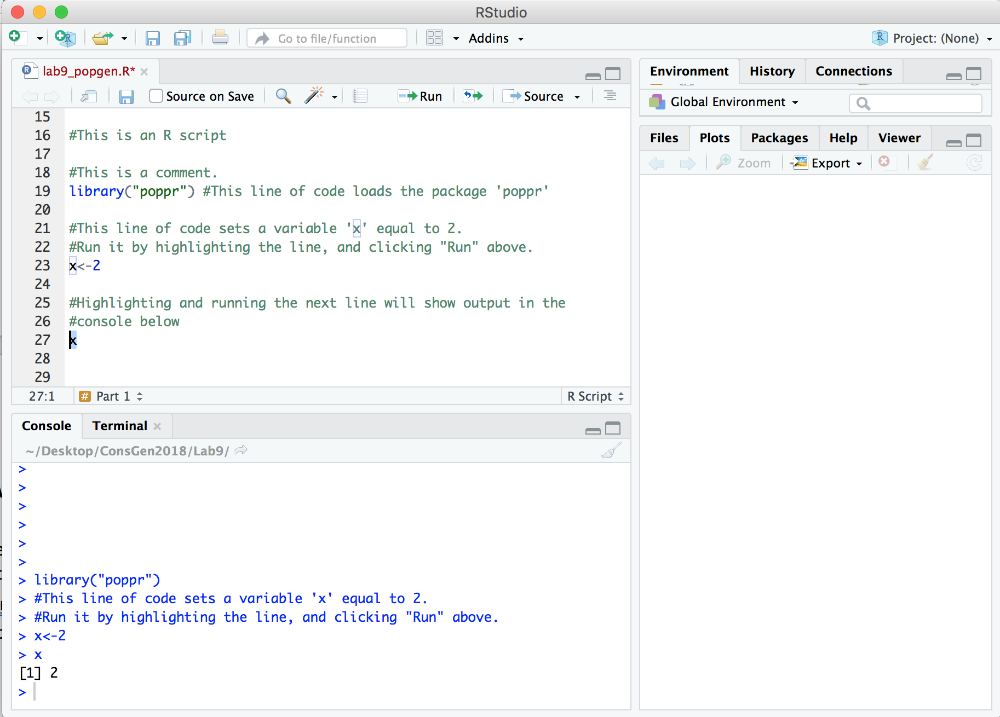 RStudio
Go to file/function
Addins
Project: (None)
lab9_popgen.R*
Source on Save
Run
Source
15
16 #This is an R script
17
18 #This is a comment.
19 library("poppr") #This line of code loads the package 'poppr'
20
21 #This line of code sets a variable 'x' equal to 2.
22 #Run it by highlighting the line, and clicking "Run" above.
23 x<-2
24
25 #Highlighting and running the next line will show output in the
26 #console below
27 x
28
29
27:1 # Part 1 R Script
Console Terminal
~/Desktop/ConsGen2018/Lab9/
>
>
>
>
>
>
> library("poppr")
> #This line of code sets a variable 'x' equal to 2.
> #Run it by highlighting the line, and clicking "Run" above.
> x<-2
> x
[1] 2
>
Environment History Connections
Global Environment
Files Plots Packages Help Viewer
Zoom Export